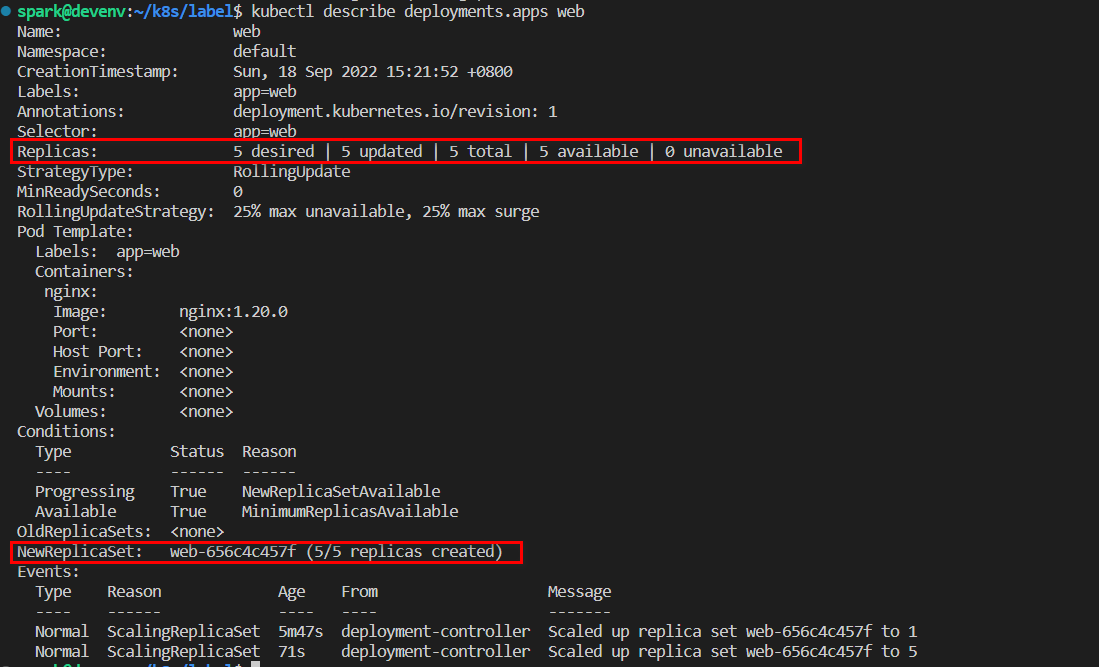 spark@devenv:~/k8s/label$ kubectl describe deployments.apps web
Name:                   web
Namespace:              default
CreationTimestamp:      Sun, 18 Sep 2022 15:21:52 +0800
Labels:                 app=web
Annotations:            deployment.kubernetes.io/revision: 1
Selector:               app=web
Replicas:               5 desired | 5 updated | 5 total | 5 available | 0 unavailable
StrategyType:           RollingUpdate
MinReadySeconds:        0
RollingUpdateStrategy:  25% max unavailable, 25% max surge
Pod Template:
  Labels:  app=web
  Containers:
   nginx:
    Image:        nginx:1.20.0
    Port:         <none>
    Host Port:    <none>
    Environment:  <none>
    Mounts:       <none>
  Volumes:        <none>
Conditions:
  Type           Status  Reason
  ----           ------  ------
  Progressing    True    NewReplicaSetAvailable
  Available      True    MinimumReplicasAvailable
OldReplicaSets:  <none>
NewReplicaSet:   web-656c4c457f (5/5 replicas created)
Events:
  Type    Reason             Age    From                   Message
  ----    ------             ----   ----                   -------
  Normal  ScalingReplicaSet  5m47s  deployment-controller  Scaled up replica set web-656c4c457f to 1
  Normal  ScalingReplicaSet  71s    deployment-controller  Scaled up replica set web-656c4c457f to 5
spark@devenv:~/k8s/label$